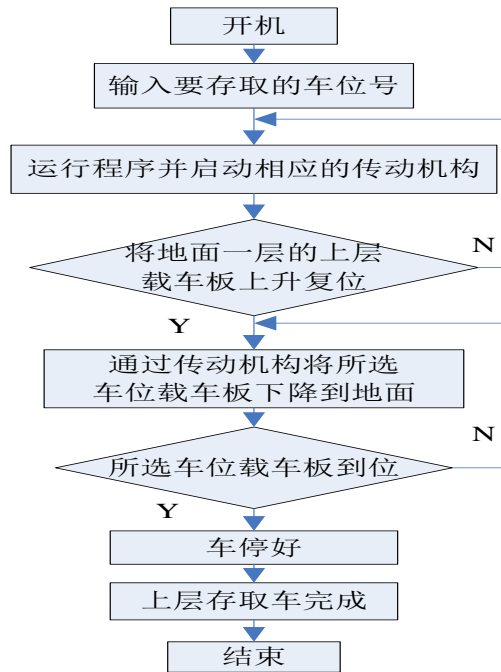 开机
输入要存取的车位号
运行程序并启动相应的传动机构
将地面一层的上层
载车板上升复位
N
Y
通过传动机构将所选
车位载车板下降到地面
所选车位载车板到位
N
Y
车停好
上层存取车完成
结束